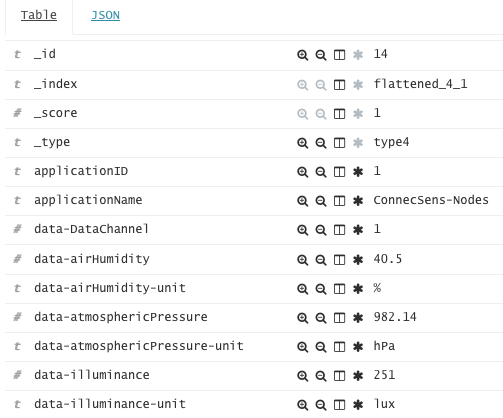 Table JSON
t _id 14
t _index flattened_4_1
# _score 1
t _type type4
t applicationID 1
t applicationName ConnecSens-Nodes
# data-DataChannel 1
# data-airHumidity 40.5
t data-airHumidity-unit %
# data-atmosphericPressure 982.14
t data-atmosphericPressure-unit hPa
# data-illuminance 251
t data-illuminance-unit lux